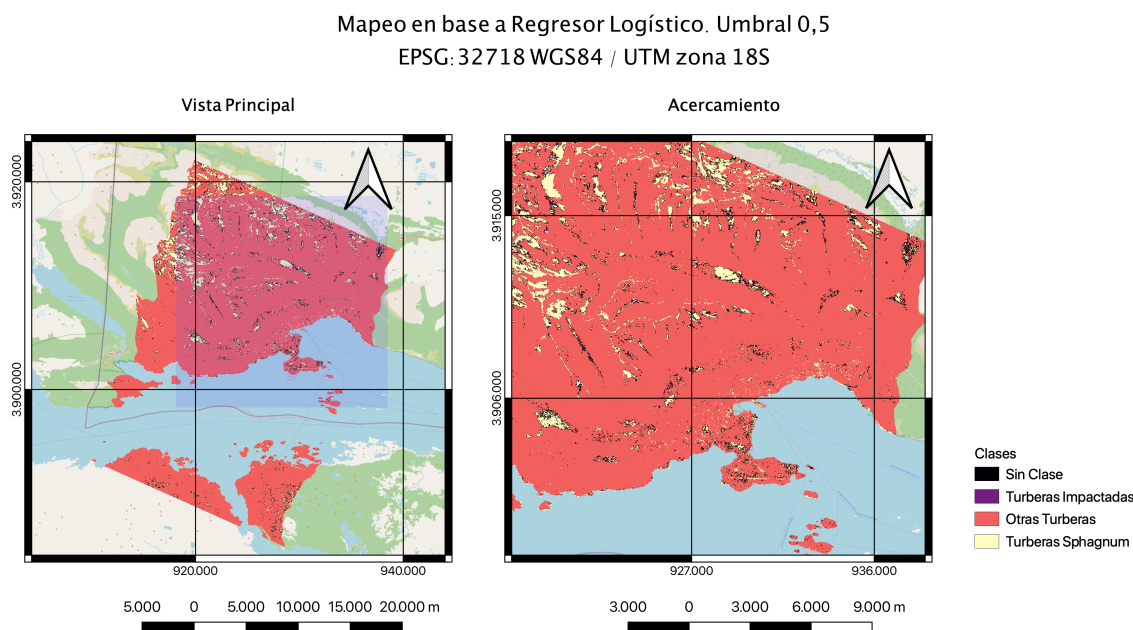 Mapeo en base a Regresor Logístico. Umbral 0,5
EPSG:32718 WGS84 / UTM zona 18S
Vista Principal
3.920.000
3.900.000
920.000
940.000
5.000 0 5.000 10.000 15.000 20.000 m
Acercamiento
3.915.000
3.906.000
927.000
936.000
3.000 0 3.000 6.000 9.000 m
Clases
Sin Clase
Turberas Impactadas
Otras Turberas
Turberas Sphagnum